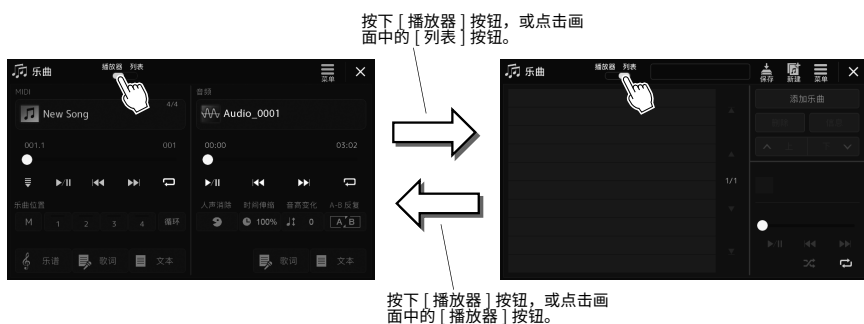 按下 [ 播放器 ] 按钮，或点击画
面中的 [ 列表 ] 按钮。
乐曲
播放器 列表
菜单
MIDI
New Song
4/4
001.1
001
乐曲位置
M 1 2 3 4 循环
乐谱 歌词 文本
音频
Audio_0001
00:00
03:02
人声消除 时间伸缩 音高变化 A-B 反复
100% 0 A B
歌词 文本
乐曲
播放器 列表
保存 新建 菜单
添加乐曲
1/1
按下 [ 播放器 ] 按钮，或点击画
面中的 [ 播放器 ] 按钮。